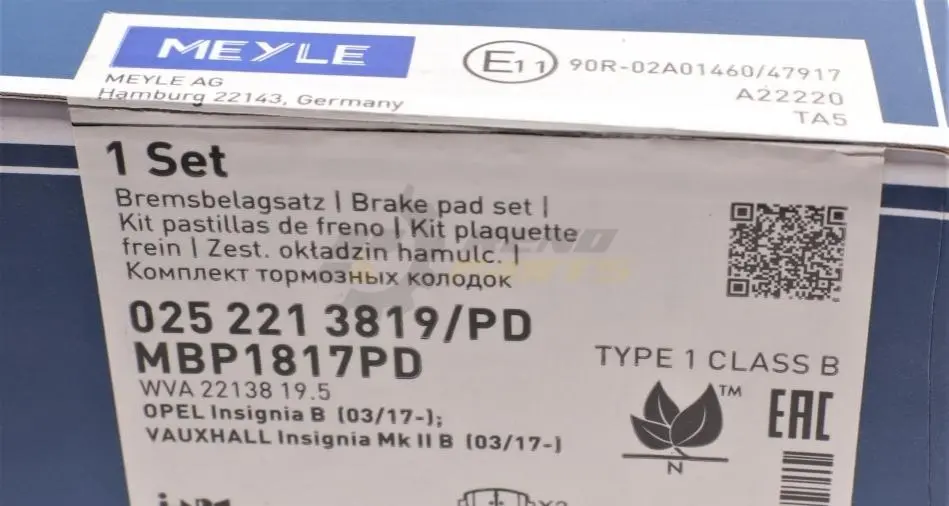 MEYLE
MEYLE AG
Hamburg 22143, Germany
E11 90R-02A01460/47917
A22220
TA5
1 Set
Bremsbelagsatz | Brake pad set |
Kit pastillas de freno | Kit plaquette
frein | Zest. okładzin hamulc. |
Комплект тормозных колодок
025 221 3819/PD
MBP1817PD
WVA 22138 19.5
OPEL Insignia B (03/17-);
VAUXHALL Insignia Mk II B (03/17-)
TYPE 1 CLASS B
TM
N
EAC